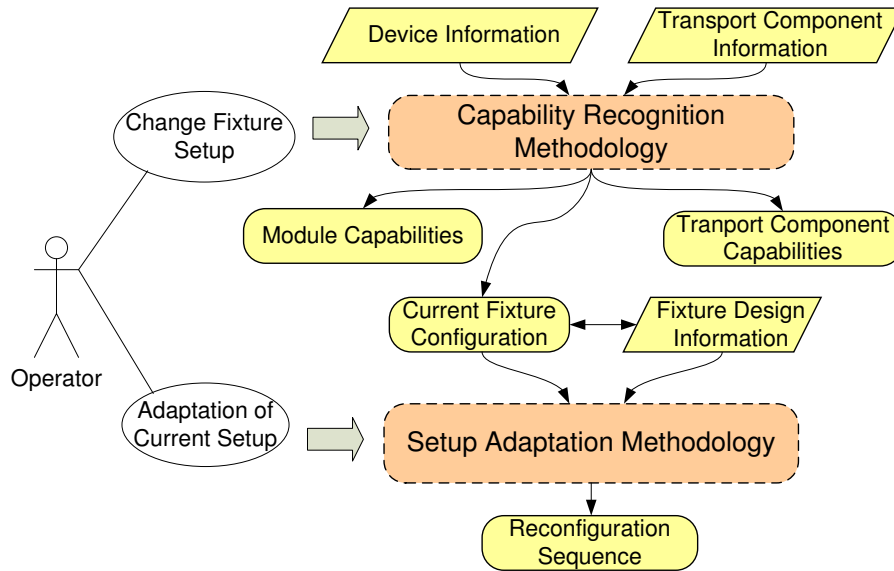 Device Information
Transport Component
Information
Change Fixture
Setup
Capability Recognition
Methodology
Module Capabilities
Tranport Component
Capabilities
Current Fixture
Configuration
Fixture Design
Information
Operator
Adaptation of
Current Setup
Setup Adaptation Methodology
Reconfiguration
Sequence